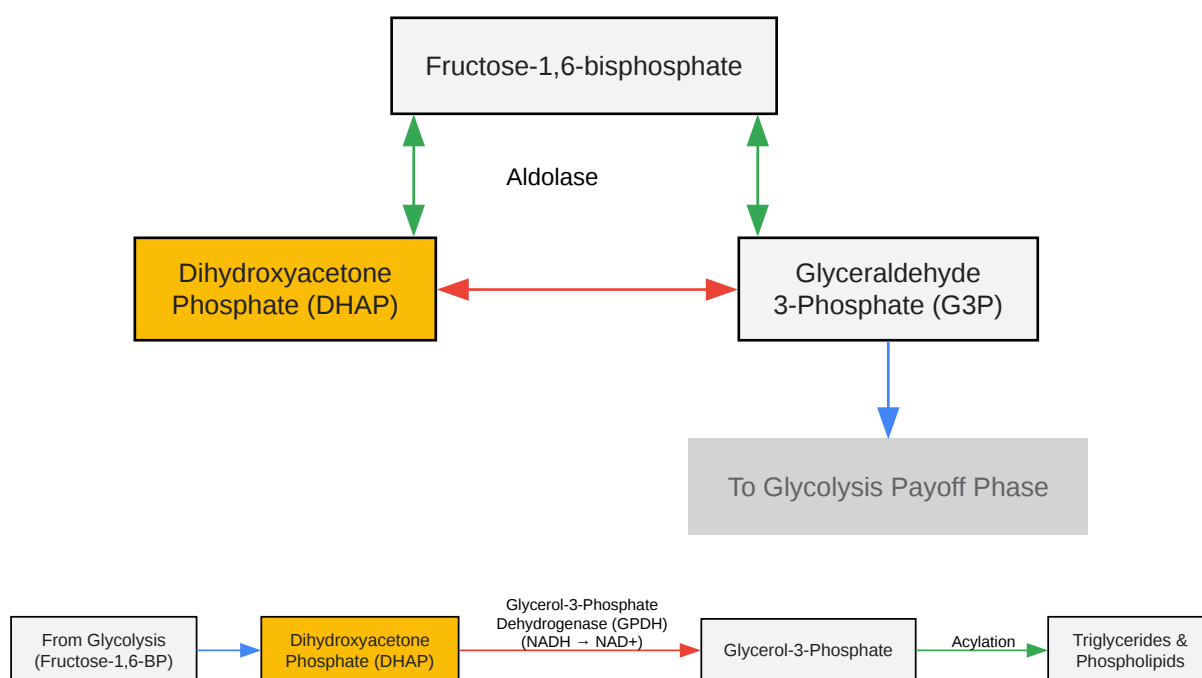 Fructose-1,6-bisphosphate
Aldolase
Dihydroxyacetone
Phosphate (DHAP)
Glyceraldehyde
3-Phosphate (G3P)
To Glycolysis Payoff Phase
From Glycolysis
(Fructose-1,6-BP)
Dihydroxyacetone
Phosphate (DHAP)
Glycerol-3-Phosphate
Dehydrogenase (GPDH)
(NADH → NAD+)
Glycerol-3-Phosphate
Acylation
Triglycerides &
Phospholipids